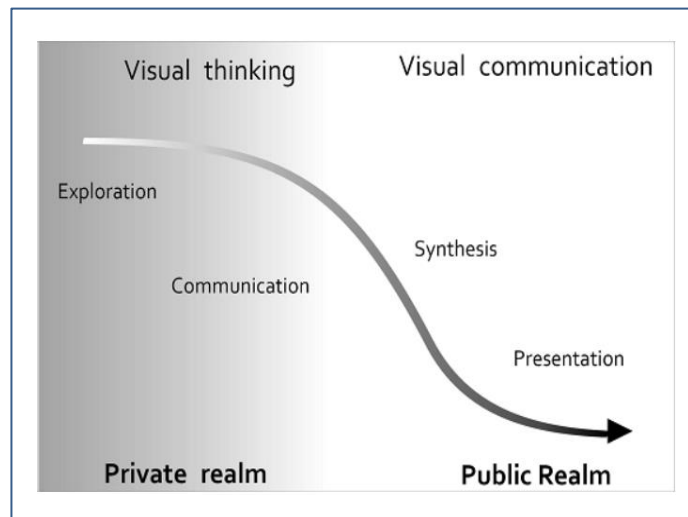 Visual thinking
Visual communication
Exploration
Synthesis
Communication
Presentation
Private realm
Public Realm